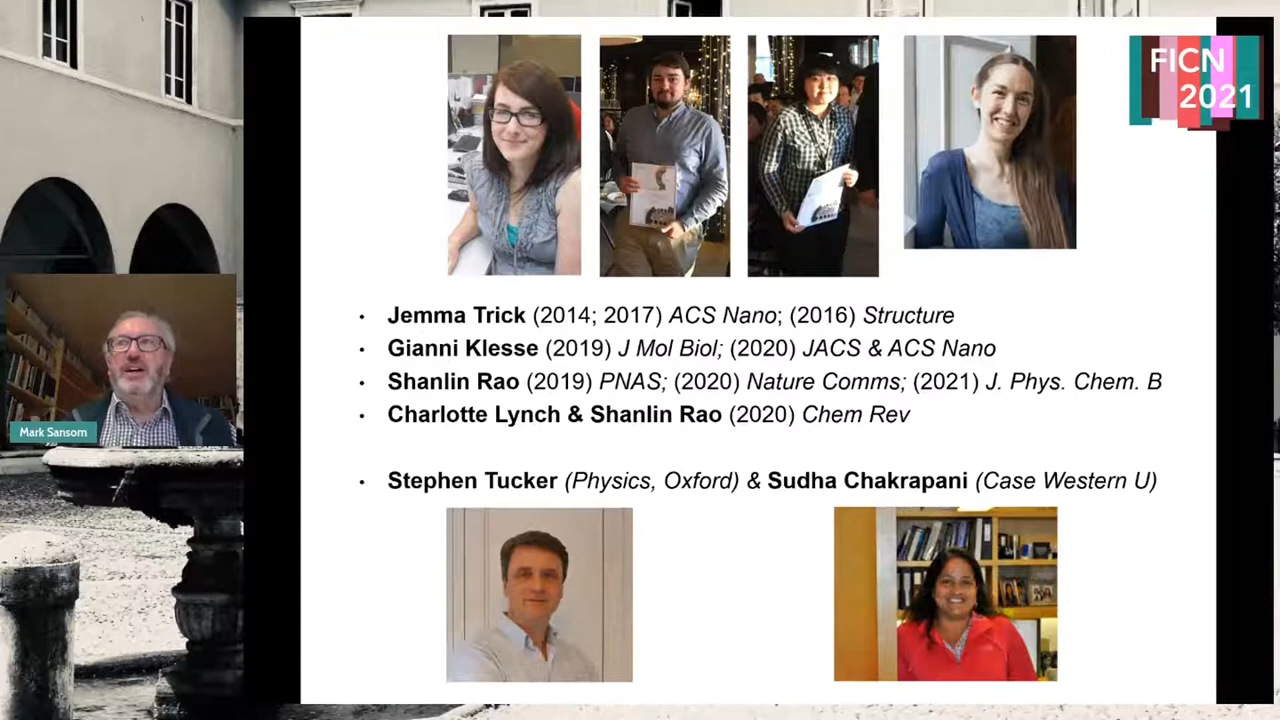 FICN
2021
• Jemma Trick (2014; 2017) ACS Nano; (2016) Structure
• Gianni Klesse (2019) J Mol Biol; (2020) JACS & ACS Nano
• Shanlin Rao (2019) PNAS; (2020) Nature Comms; (2021) J. Phys. Chem. B
• Charlotte Lynch & Shanlin Rao (2020) Chem Rev
Mark Sansom
• Stephen Tucker (Physics, Oxford) & Sudha Chakrapani (Case Western U)